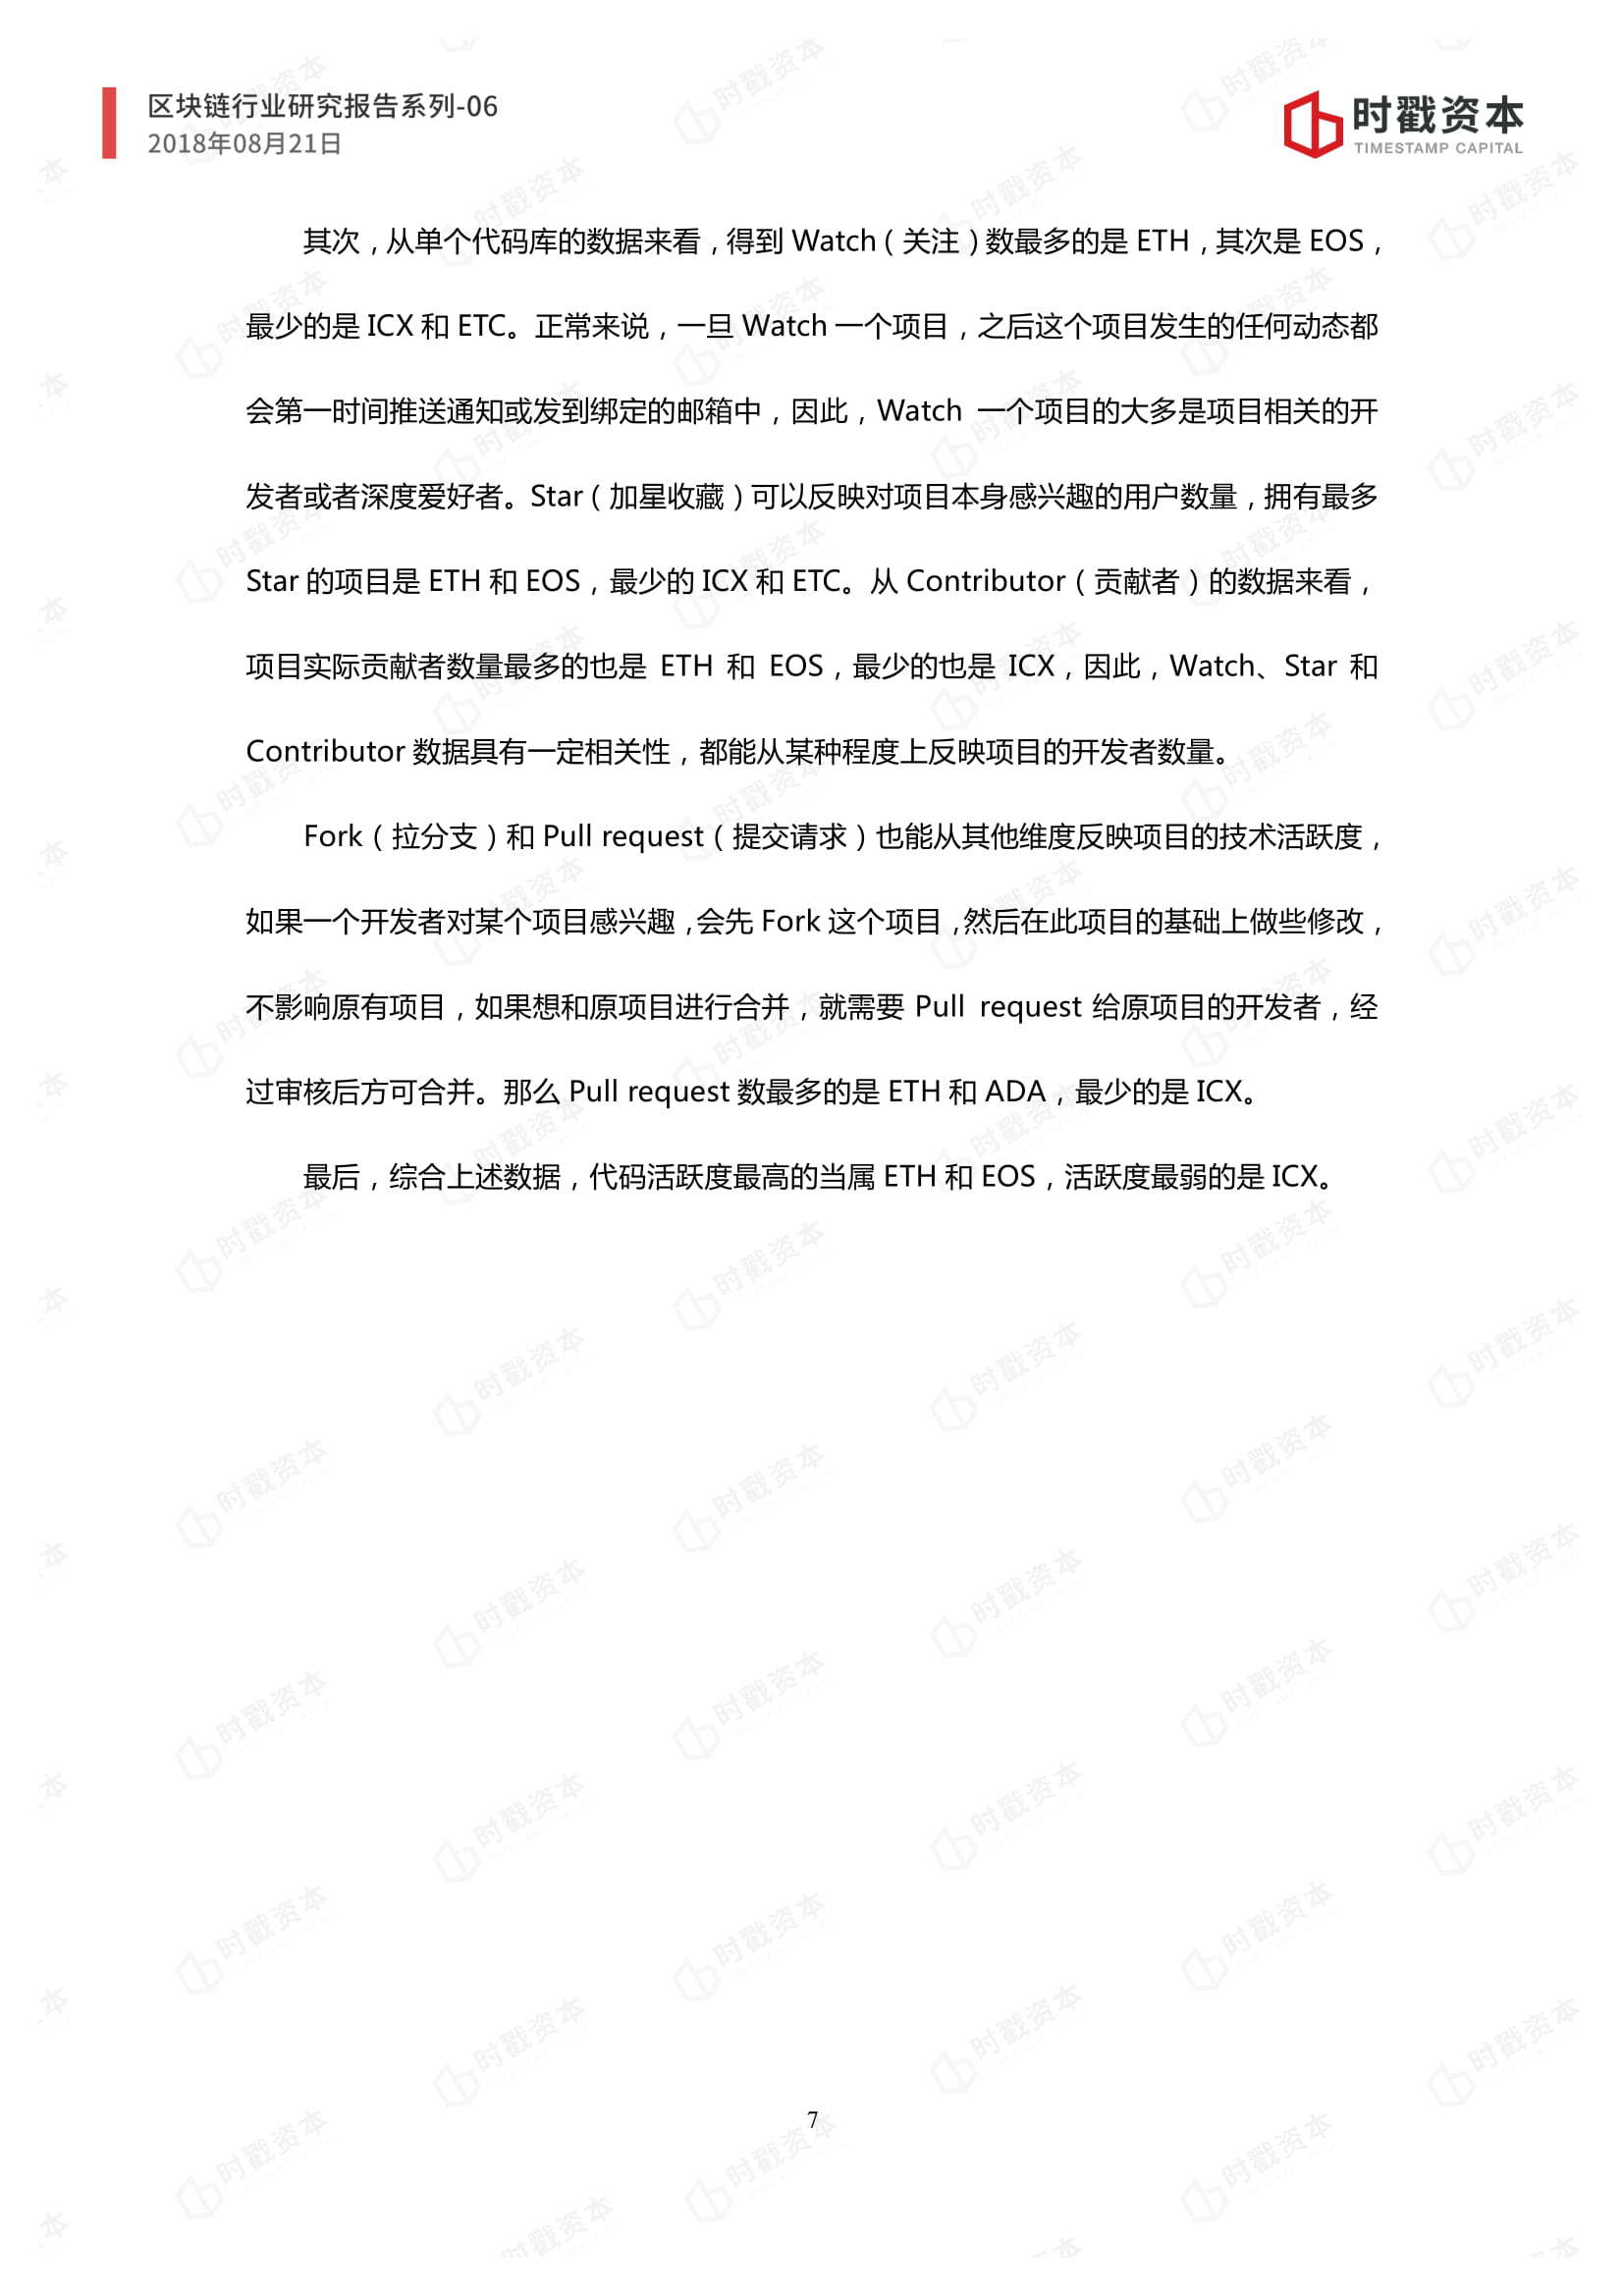 区块链行业研究报告系列-06
2018年08月21日
时戳资本
TIMESTAMP CAPITAL
其次，从单个代码库的数据来看，得到 Watch（关注）数最多的是 ETH，其次是 EOS，
最少的是 ICX 和 ETC。正常来说，一旦 Watch 一个项目，之后这个项目发生的任何动态都
会第一时间推送通知或发到绑定的邮箱中，因此，Watch 一个项目的大多是项目相关的开
发者或者深度爱好者。Star（加星收藏）可以反映对项目本身感兴趣的用户数量，拥有最多
Star 的项目是 ETH 和 EOS，最少的 ICX 和 ETC。从 Contributor（贡献者）的数据来看，
项目实际贡献者数量最多的也是 ETH 和 EOS，最少的也是 ICX，因此，Watch、Star 和
Contributor 数据具有一定相关性，都能从某种程度上反映项目的开发者数量。
Fork（拉分支）和 Pull request（提交请求）也能从其他维度反映项目的技术活跃度，
如果一个开发者对某个项目感兴趣，会先 Fork 这个项目，然后在此项目的基础上做些修改，
不影响原有项目，如果想和原项目进行合并，就需要 Pull request 给原项目的开发者，经
过审核后方可合并。那么 Pull request 数最多的是 ETH 和 ADA，最少的是 ICX。
最后，综合上述数据，代码活跃度最高的当属 ETH 和 EOS，活跃度最弱的是 ICX。
7